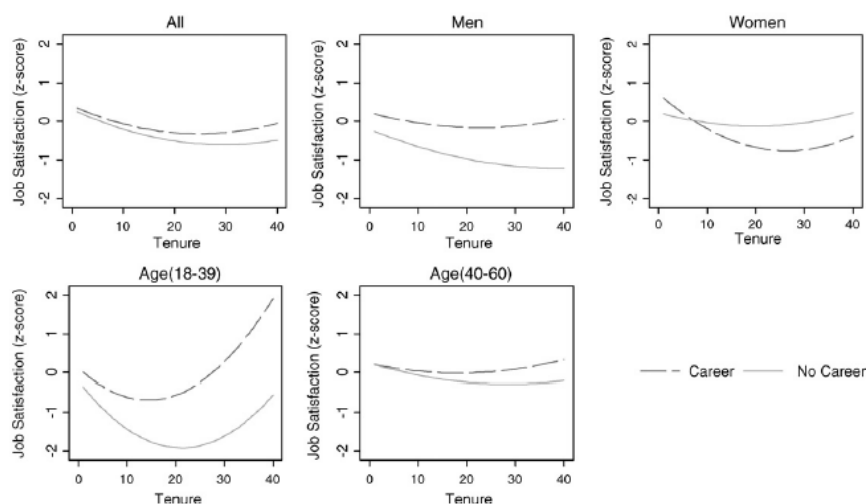 All
Job Satisfaction (z-score)
2
1
0
-1
-2
0 10 20 30 40
Tenure
Men
Job Satisfaction (z-score)
2
1
0
-1
-2
0 10 20 30 40
Tenure
Women
Job Satisfaction (z-score)
2
1
0
-1
-2
0 10 20 30 40
Tenure
Age(18-39)
Job Satisfaction (z-score)
2
1
0
-1
-2
0 10 20 30 40
Tenure
Age(40-60)
Job Satisfaction (z-score)
2
1
0
-1
-2
0 10 20 30 40
Tenure
Career No Career